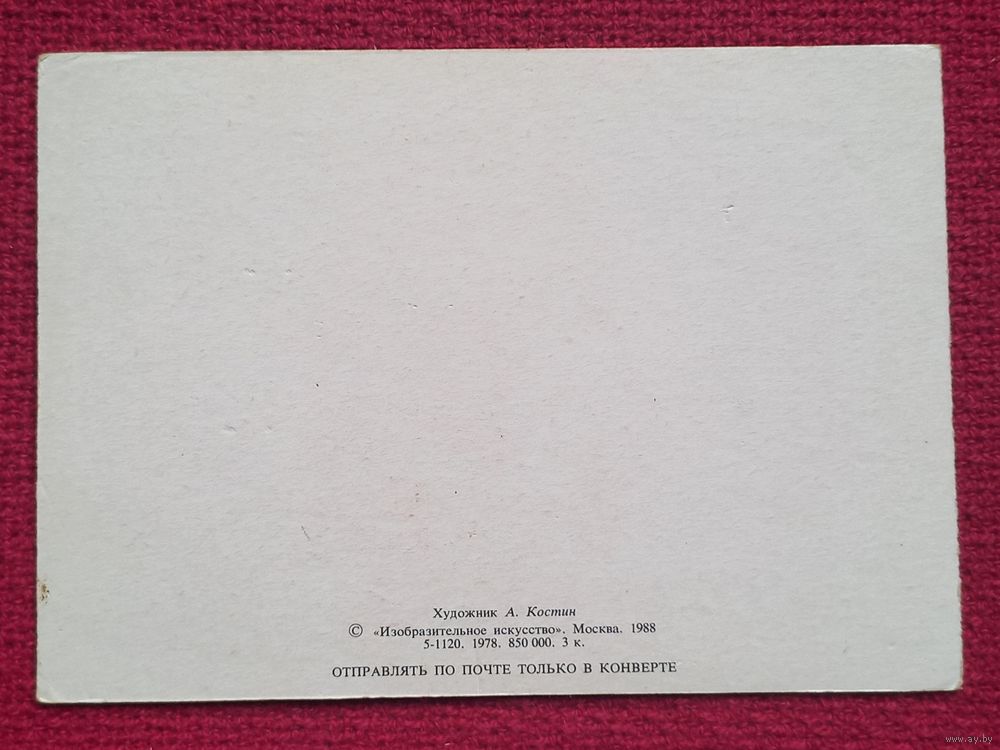 Художник А. Костин
© «Изобразительное искусство». Москва. 1988
5-1120. 1978. 850 000. 3 к.
ОТПРАВЛЯТЬ ПО ПОЧТЕ ТОЛЬКО В КОНВЕРТЕ
www.ay.by